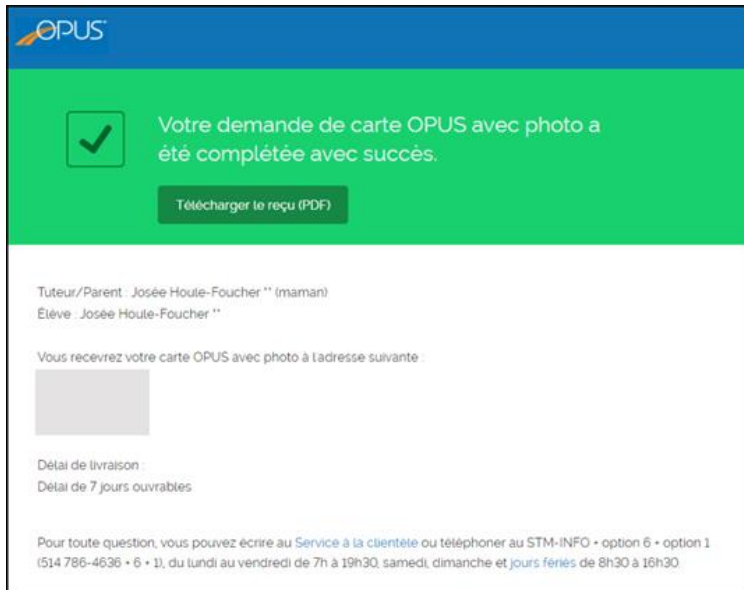 OPUS
Votre demande de carte OPUS avec photo a
été complétée avec succès.
Télécharger le reçu (PDF)
Tuteur/Parent : Josée Houle-Foucher ** (maman)
Élève : Josée Houle-Foucher **
Vous recevrez votre carte OPUS avec photo à l'adresse suivante :
Délai de livraison :
Délai de 7 jours ouvrables
Pour toute question, vous pouvez écrire au Service à la clientèle ou téléphoner au STM-INFO + option 6 + option 1
(514 786-4636 + 6 + 1), du lundi au vendredi de 7h à 19h30, samedi, dimanche et jours fériés de 8h30 à 16h30.